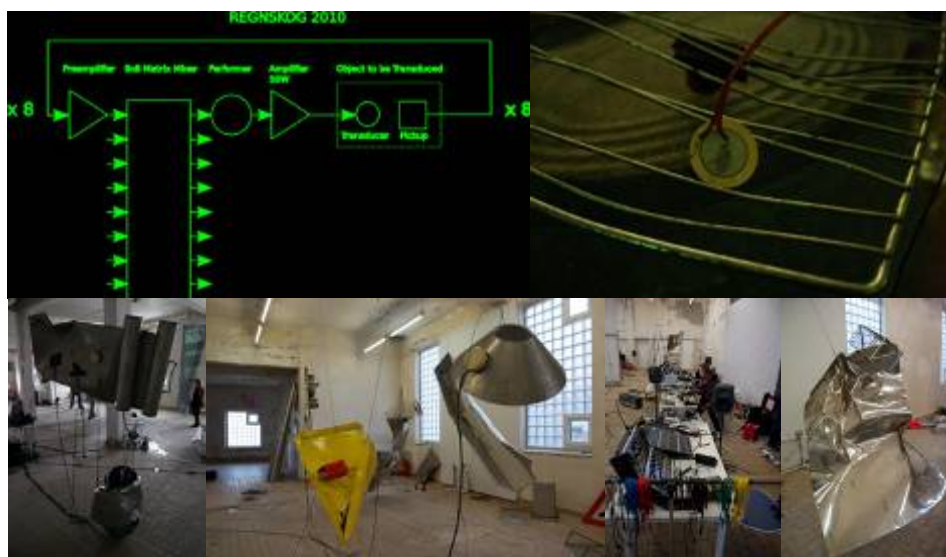 REGNSKOG 2010
Preamplifier 8x8 Matrix Mixer Performer Amplifier Object to be Transduced
50W
x 8 x 8
Transducer Pickup